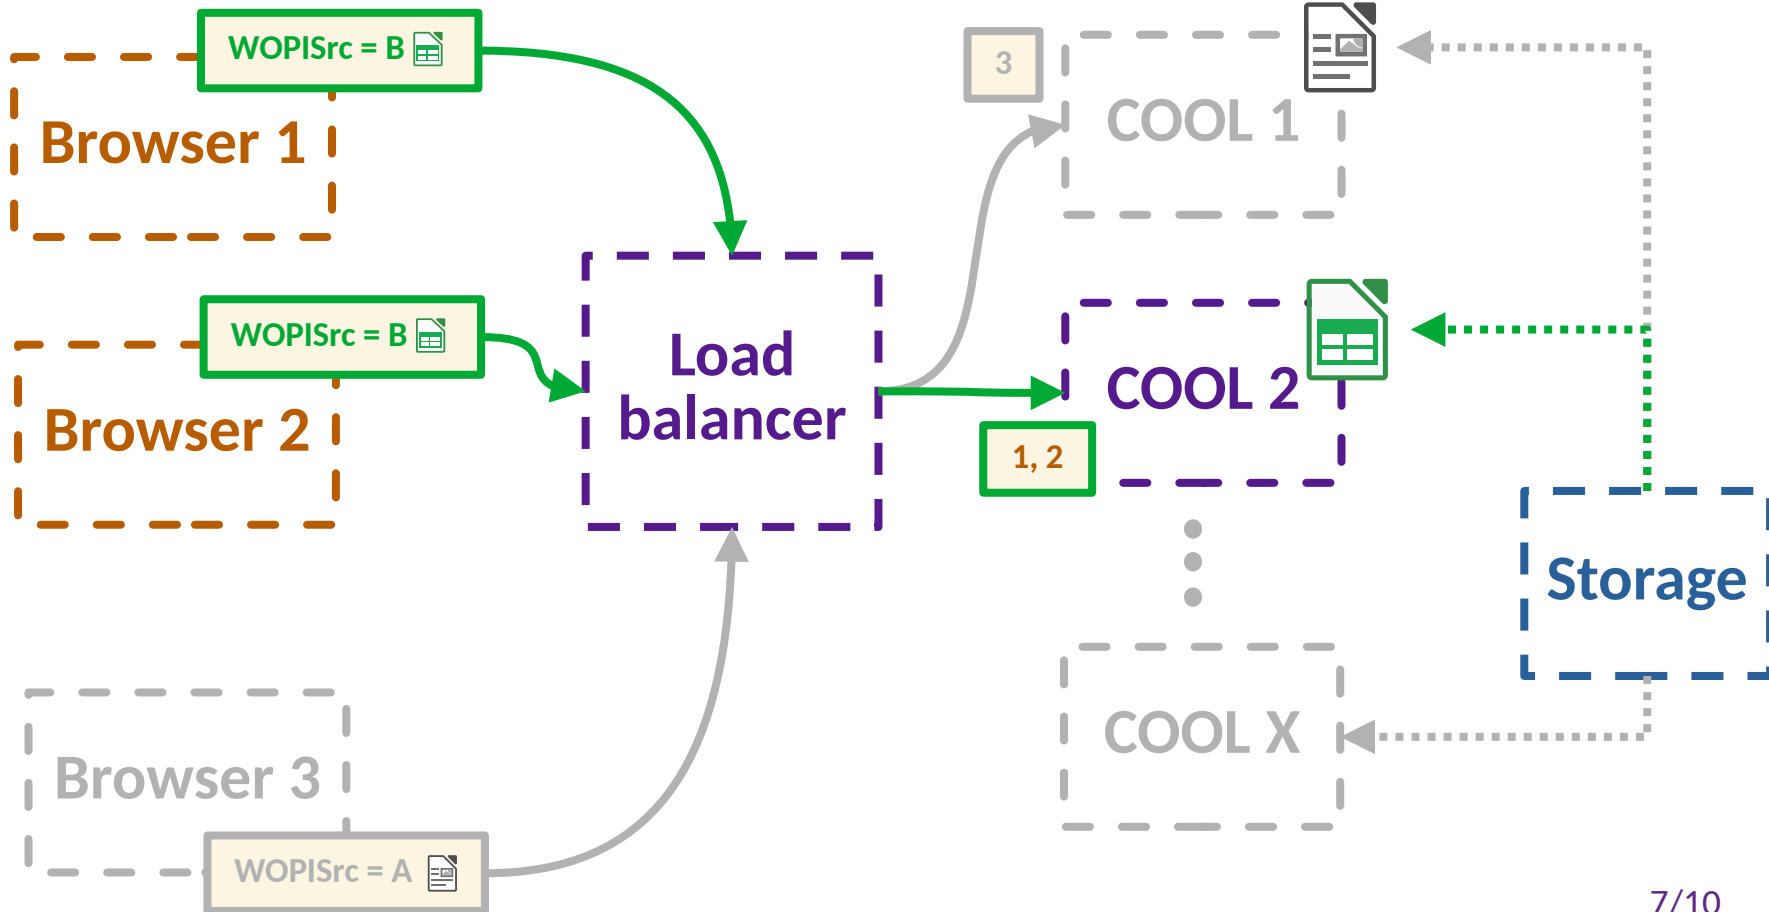 WOPISrc = B
Browser 1
WOPISrc = B
Browser 2
Browser 3
WOPISrc = A
Load
balancer
3
COOL 1
COOL 2
1, 2
COOL X
Storage
7/10